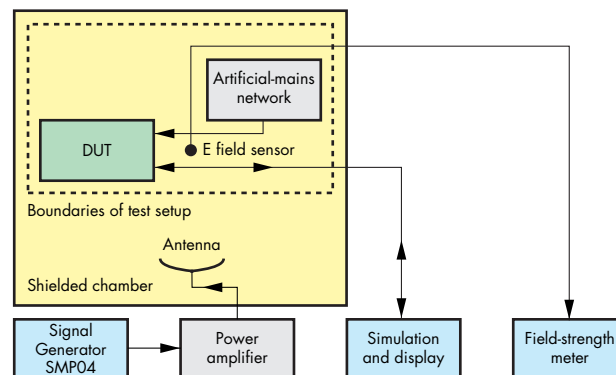 Artificial-mains
network
DUT
E field sensor
Boundaries of test setup
Antenna
Shielded chamber
Signal
Generator
SMP04
Power
amplifier
Simulation
and display
Field-strength
meter